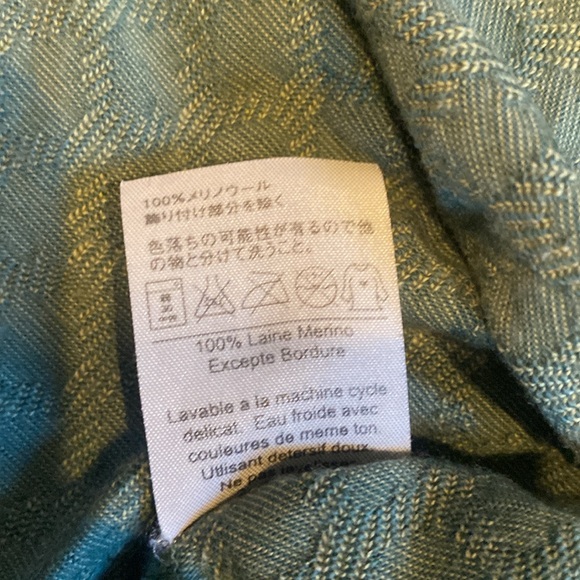 100%メリノウール
飾り付け部分を除く
色落ちの可能性が有るので他
の物と分けて洗うこと。
100% Laine Merino
Excepte Bordure
Lavable a la machine cycle
delicat. Eau froide avec
couleures de meme ton.
Utilisant detersif doux.
Ne pas